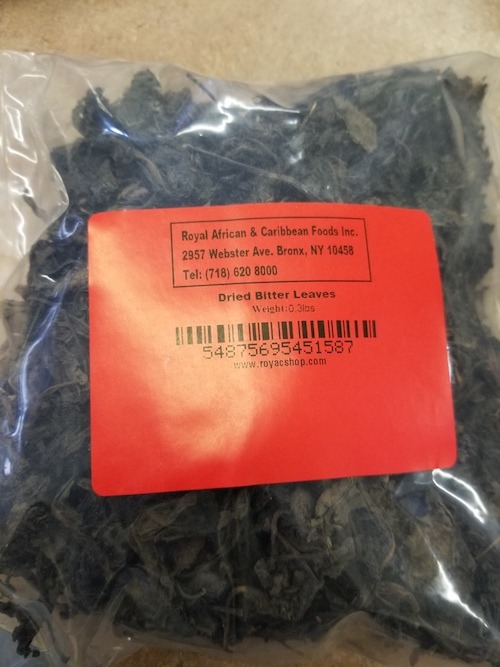 Royal African & Caribbean Foods Inc.
2957 Webster Ave. Bronx, NY 10458
Tel: (718) 620 8000
Dried Bitter Leaves
Weight:0.3lbs
54875695451587
www.royacshop.com